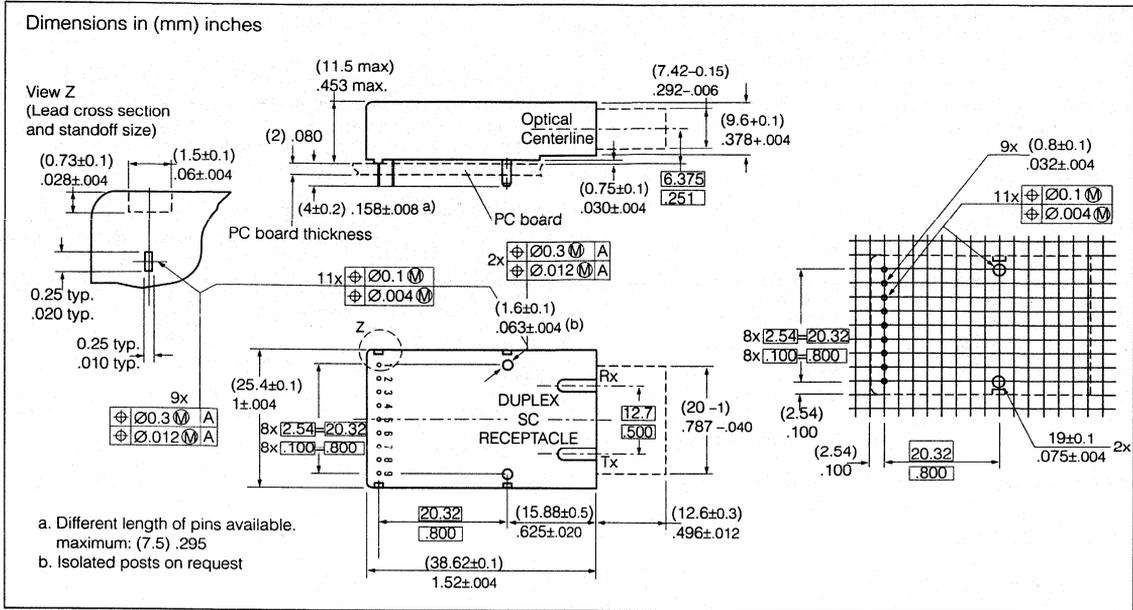 Dimensions in (mm) inches
View Z
(Lead cross section
and standoff size)
(0.73±0.1)
.028±.004
(1.5±0.1)
.06±.004
0.25 typ.
.020 typ.
0.25 typ.
.010 typ.
9x
⌖ Ø0.3 Ⓜ A
⌖ Ø.012 Ⓜ A
(11.5 max)
.453 max.
(2) .080
(4±0.2) .158±.008 a)
PC board thickness
PC board
Optical
Centerline
(7.42–0.15)
.292–.006
(9.6+0.1)
.378+.004
(0.75±0.1)
.030±.004
6.375
.251
2x
⌖ Ø0.3 Ⓜ A
⌖ Ø.012 Ⓜ A
11x
⌖ Ø0.1 Ⓜ
⌖ Ø.004 Ⓜ
(1.6±0.1)
.063±.004 (b)
Z
(25.4±0.1)
1±.004
8x 2.54=20.32
8x .100=.800
1
2
3
4
5
6
7
8
9
DUPLEX
SC
RECEPTACLE
Rx
Tx
12.7
.500
(20 –1)
.787 –.040
20.32
.800
(15.88±0.5)
.625±.020
(12.6±0.3)
.496±.012
(38.62±0.1)
1.52±.004
9x (0.8±0.1)
.032±.004
11x
⌖ Ø0.1 Ⓜ
⌖ Ø.004 Ⓜ
8x 2.54=20.32
8x .100=.800
(2.54)
.100
(2.54)
.100
20.32
.800
19±0.1
.075±.004
2x
a. Different length of pins available.
maximum: (7.5) .295
b. Isolated posts on request